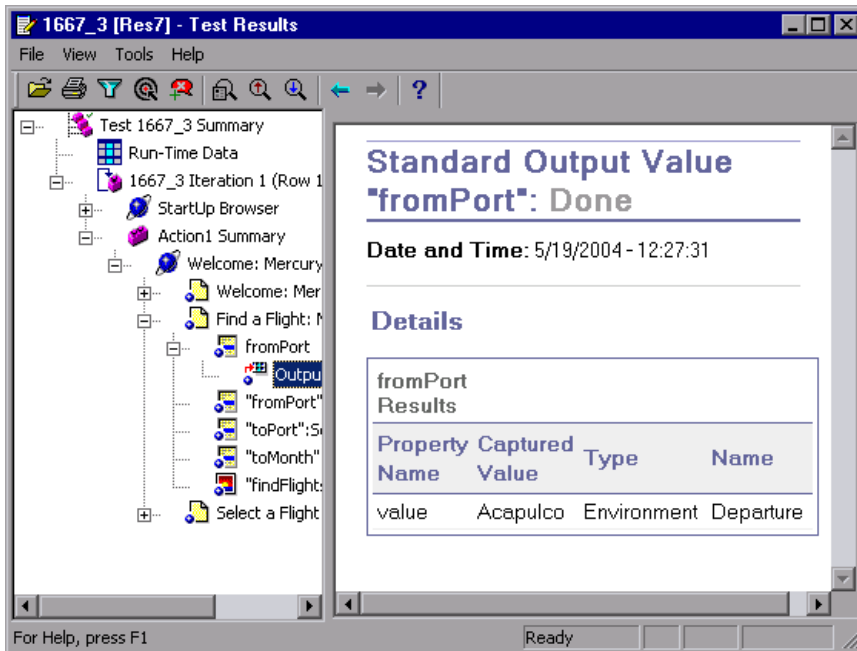 1667_3 [Res7] - Test Results
File View Tools Help
Test 1667_3 Summary
Run-Time Data
1667_3 Iteration 1 (Row 1
StartUp Browser
Action1 Summary
Welcome: Mercury
Welcome: Mer
Find a Flight: M
fromPort
Outpu
"fromPort"
"toPort":Se
"toMonth"
"findFlights
Select a Flight
Standard Output Value
"fromPort": Done
Date and Time: 5/19/2004 - 12:27:31
Details
fromPort
Results
Property Name Captured Value Type Name
value Acapulco Environment Departure
For Help, press F1
Ready